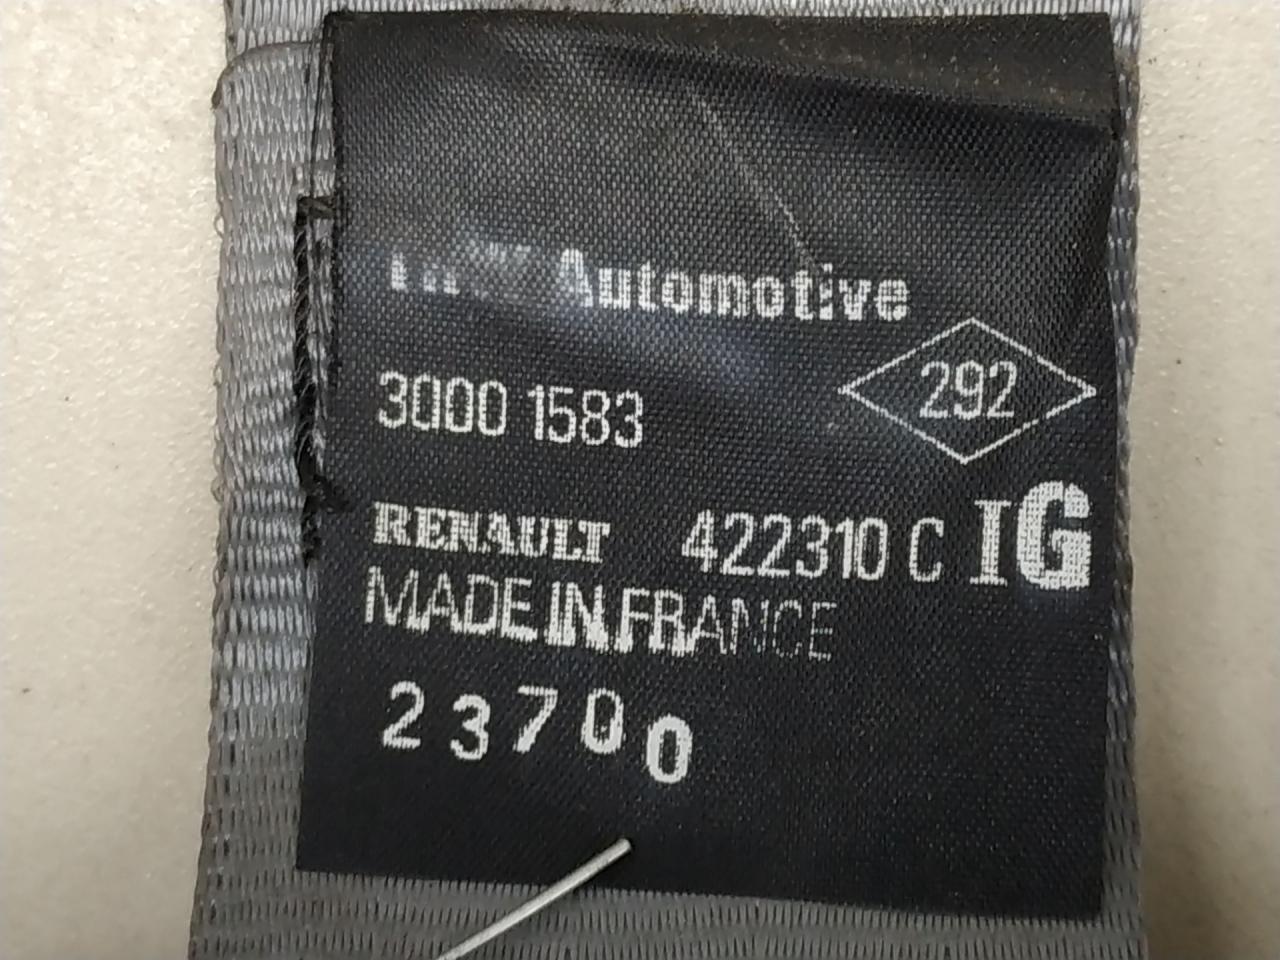 Automotive
292
3000 1583
RENAULT 422310 C IG
MADE IN FRANCE
23700